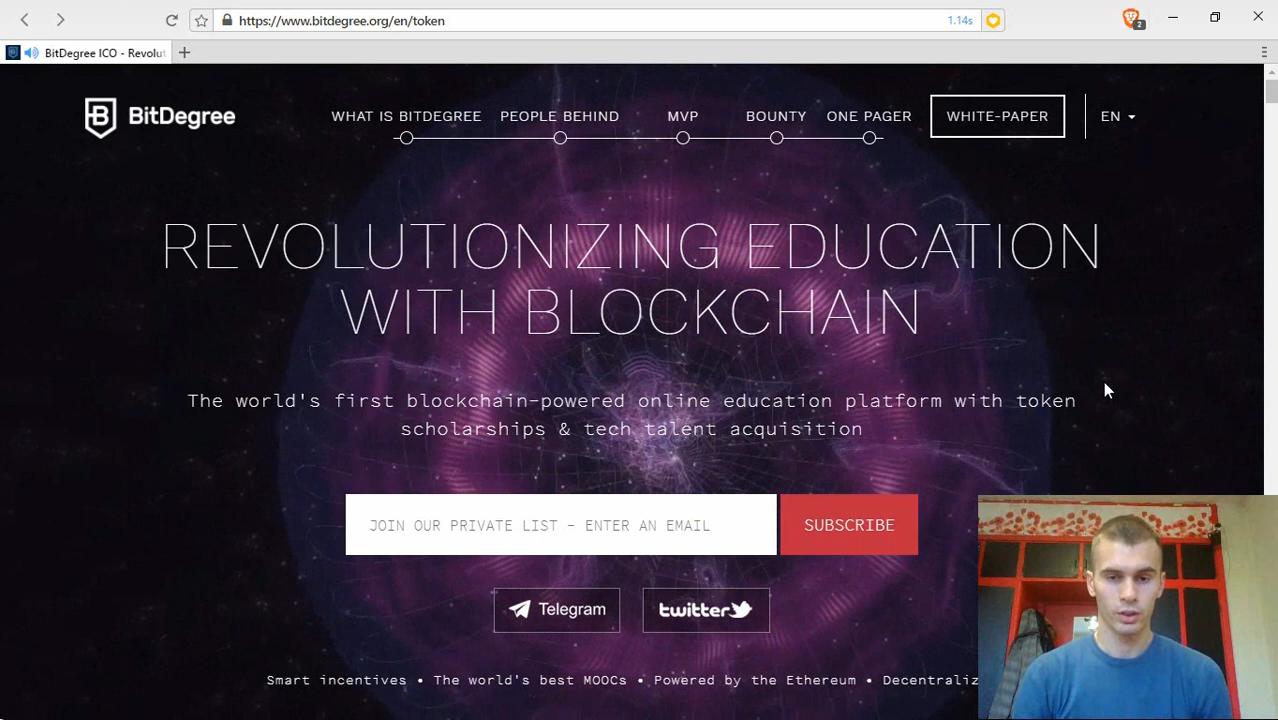 https://www.bitdegree.org/en/token
1.14s
2
BitDegree ICO - Revolut
BitDegree
WHAT IS BITDEGREE PEOPLE BEHIND MVP BOUNTY ONE PAGER WHITE-PAPER EN
REVOLUTIONIZING EDUCATION
WITH BLOCKCHAIN
The world's first blockchain-powered online education platform with token
scholarships & tech talent acquisition
JOIN OUR PRIVATE LIST - ENTER AN EMAIL SUBSCRIBE
Telegram twitter
Smart incentives • The world's best MOOCs • Powered by the Ethereum • Decentraliz